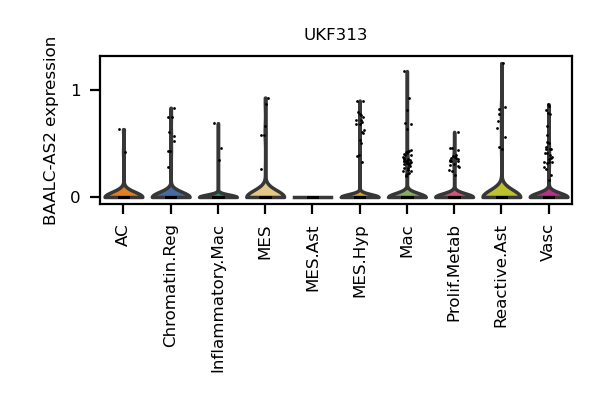 UKF313
BAALC-AS2 expression
1
0
AC
Chromatin.Reg
Inflammatory.Mac
MES
MES.Ast
MES.Hyp
Mac
Prolif.Metab
Reactive.Ast
Vasc